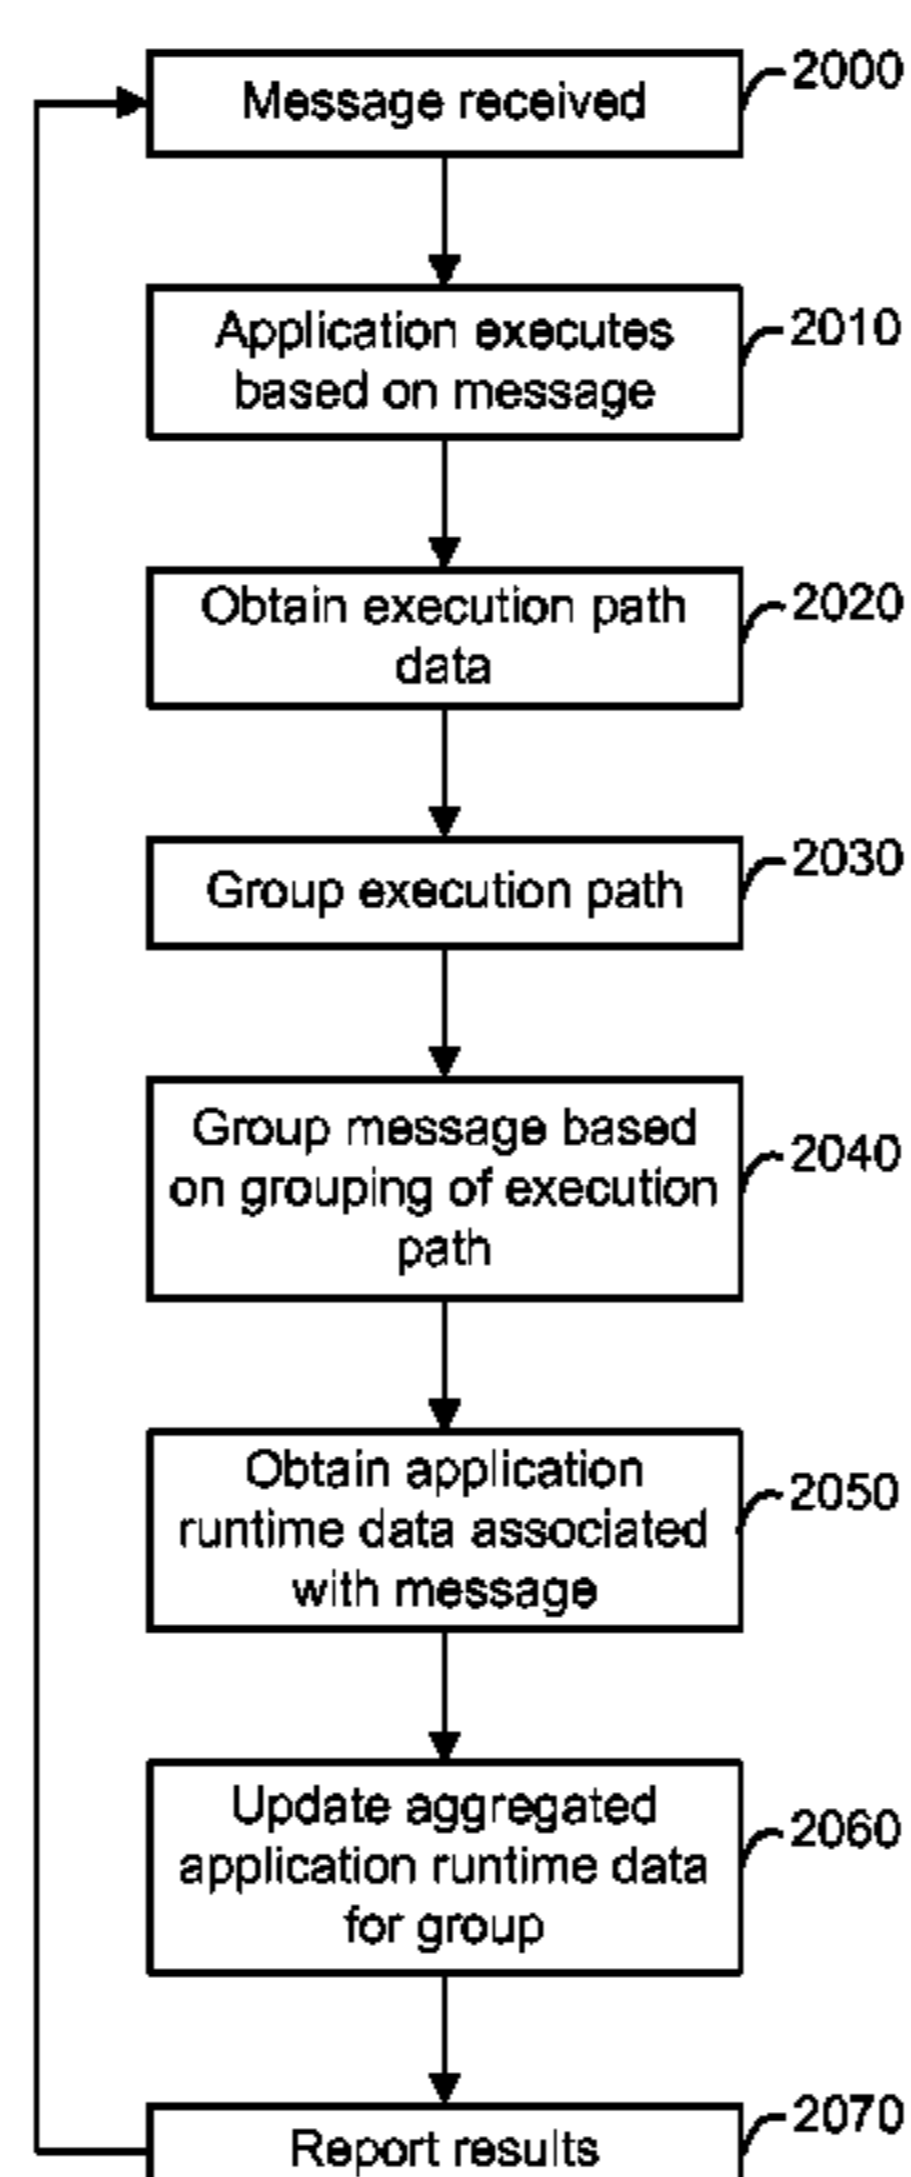 Message received
2000
Application executes
based on message
2010
Obtain execution path
data
2020
Group execution path
2030
Group message based
on grouping of execution
path
2040
Obtain application
runtime data associated
with message
2050
Update aggregated
application runtime data
for group
2060
Report results
2070